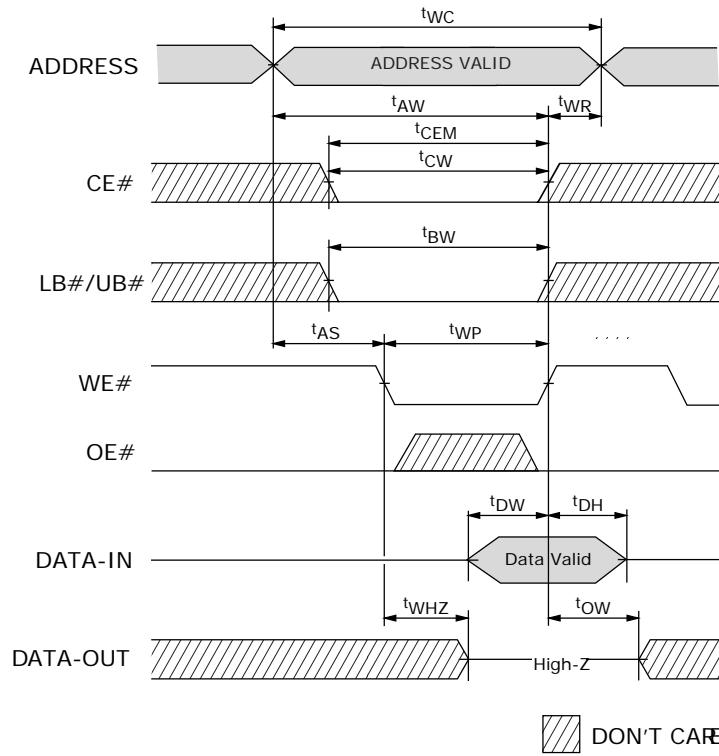 tWC
ADDRESS
ADDRESS VALID
tAW
tWR
tCEM
tCW
CE#
tBW
LB#/UB#
tAS
tWP
WE#
OE#
tDW
tDH
DATA-IN
Data Valid
tWHZ
tOW
DATA-OUT
High-Z
DON'T CARE